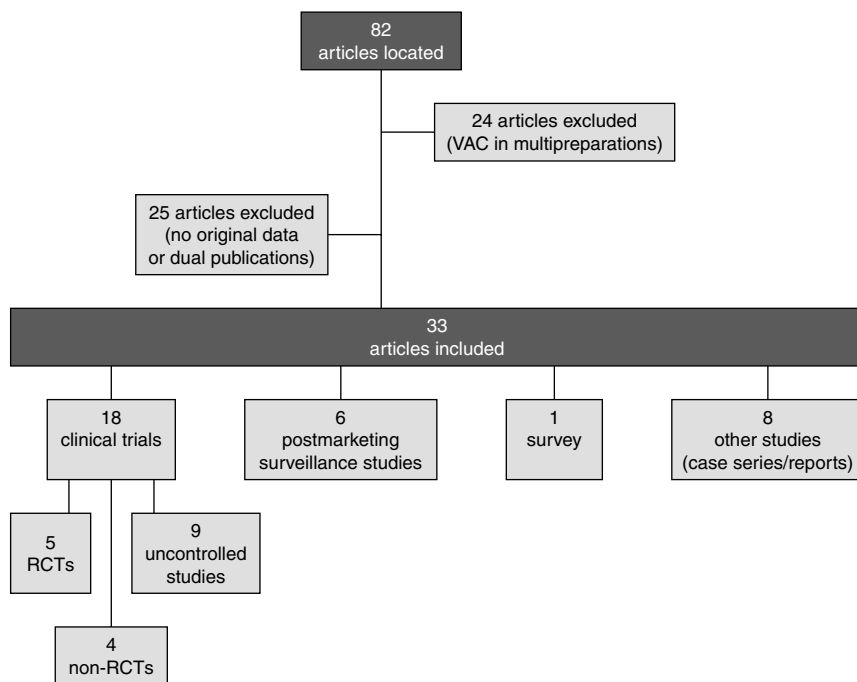 82
articles located
24 articles excluded
(VAC in multipreparations)
25 articles excluded
(no original data
or dual publications)
33
articles included
18
clinical trials
6
postmarketing
surveillance studies
1
survey
8
other studies
(case series/reports)
5
RCTs
9
uncontrolled
studies
4
non-RCTs